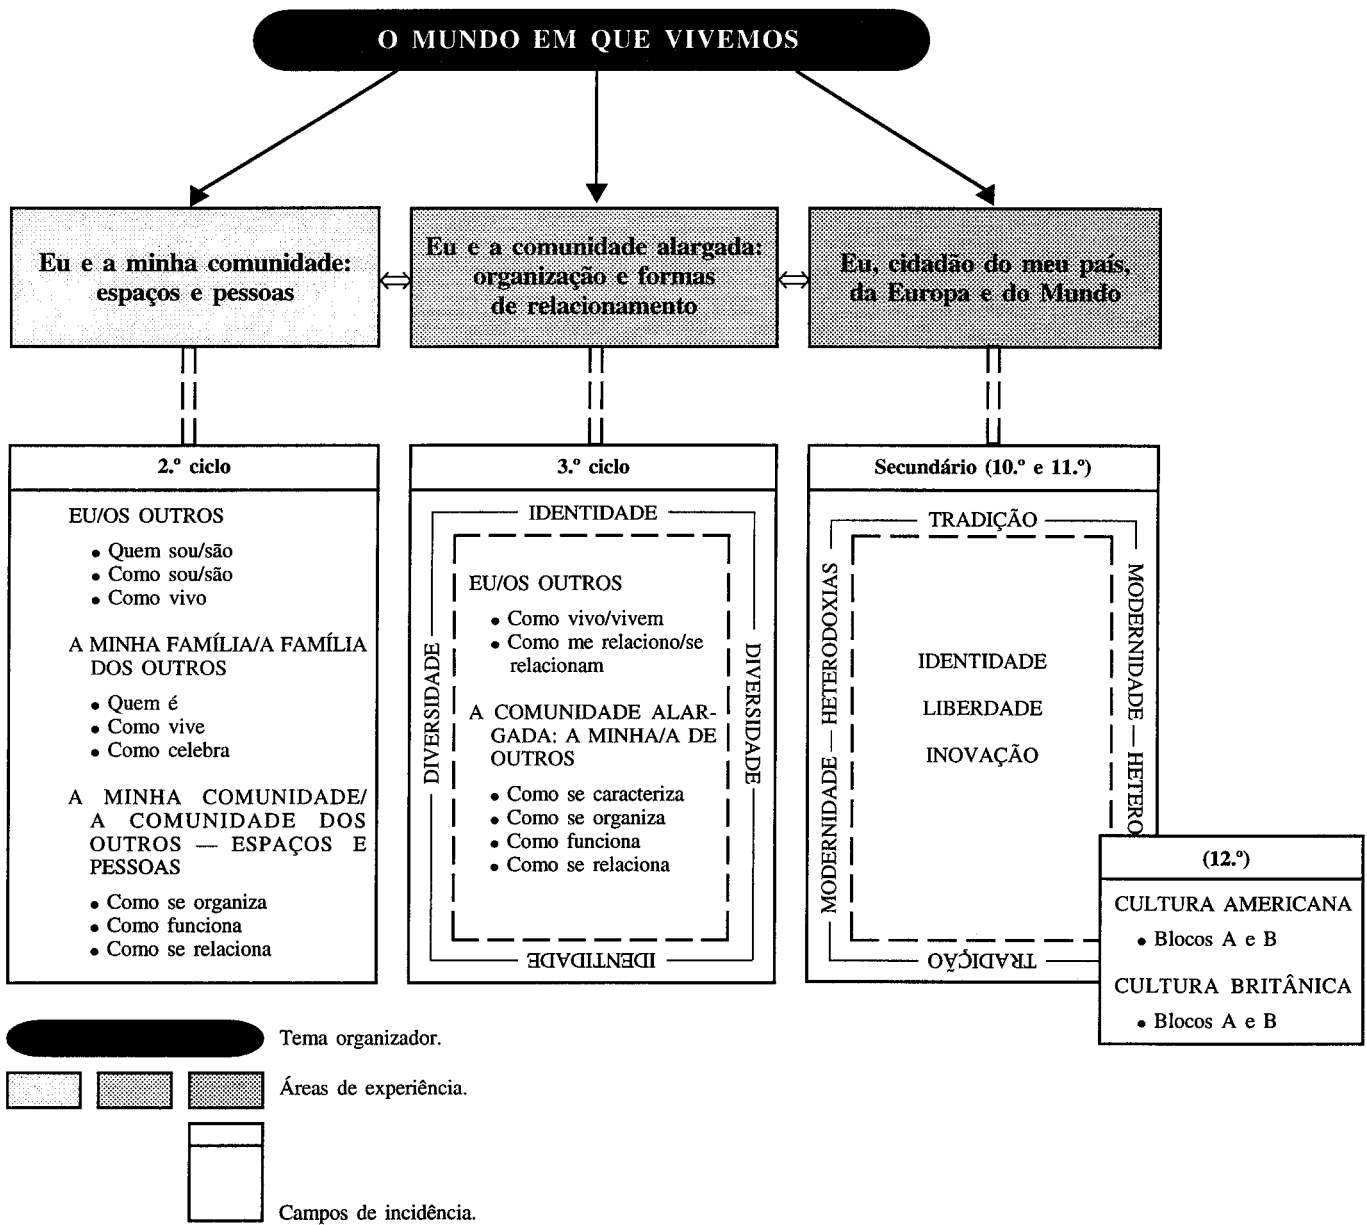 O MUNDO EM QUE VIVEMOS
Eu e a minha comunidade:
espaços e pessoas
Eu e a comunidade alargada:
organização e formas
de relacionamento
Eu, cidadão do meu país,
da Europa e do Mundo
2.º ciclo
EU/OS OUTROS
• Quem sou/são
• Como sou/são
• Como vivo
A MINHA FAMÍLIA/A FAMÍLIA
DOS OUTROS
• Quem é
• Como vive
• Como celebra
A MINHA COMUNIDADE/
A COMUNIDADE DOS
OUTROS — ESPAÇOS E
PESSOAS
• Como se organiza
• Como funciona
• Como se relaciona
3.º ciclo
IDENTIDADE
DIVERSIDADE
EU/OS OUTROS
• Como vivo/vivem
• Como me relaciono/se
relacionam
A COMUNIDADE ALAR-
GADA: A MINHA/A DE
OUTROS
• Como se caracteriza
• Como se organiza
• Como funciona
• Como se relaciona
DIVERSIDADE
IDENTIDADE
Secundário (10.º e 11.º)
TRADIÇÃO
MODERNIDADE — HETERODOXIAS
IDENTIDADE
LIBERDADE
INOVAÇÃO
MODERNIDADE — HETERO
TRADIÇÃO
(12.º)
CULTURA AMERICANA
• Blocos A e B
CULTURA BRITÂNICA
• Blocos A e B
Tema organizador.
Áreas de experiência.
Campos de incidência.